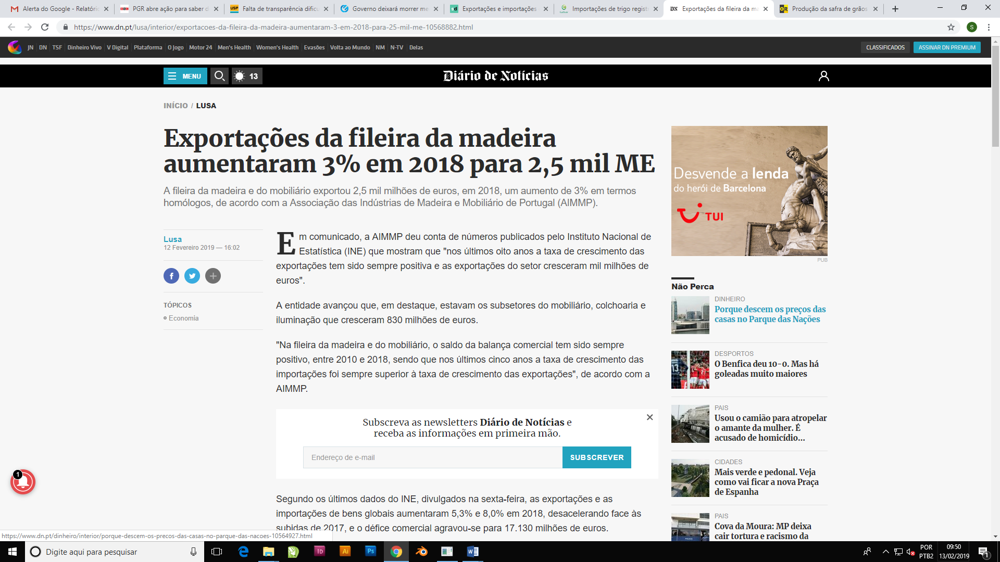 Alerta do Google - Relatóri
PGR abre ação para saber d
Falta de transparência dificu
Governo deixará morrer me
Exportações e importações
Importações de trigo regist
Exportações da fileira da ma
Produção da safra de grãos
https://www.dn.pt/lusa/interior/exportacoes-da-fileira-da-madeira-aumentaram-3-em-2018-para-25-mil-me-10568882.html
S
JN DN TSF Dinheiro Vivo V Digital Plataforma O Jogo Motor 24 Men's Health Women's Health Evasões Volta ao Mundo NM N-TV Delas
CLASSIFICADOS
ASSINAR DN PREMIUM
MENU
13
Diário de Notícias
INÍCIO / LUSA
Exportações da fileira da madeira
aumentaram 3% em 2018 para 2,5 mil ME
A fileira da madeira e do mobiliário exportou 2,5 mil milhões de euros, em 2018, um aumento de 3% em termos
homólogos, de acordo com a Associação das Indústrias de Madeira e Mobiliário de Portugal (AIMMP).
Lusa
12 Fevereiro 2019 — 16:02
TÓPICOS
Economia
Em comunicado, a AIMMP deu conta de números publicados pelo Instituto Nacional de
Estatística (INE) que mostram que "nos últimos oito anos a taxa de crescimento das
exportações tem sido sempre positiva e as exportações do setor cresceram mil milhões de
euros".
A entidade avançou que, em destaque, estavam os subsetores do mobiliário, colchoaria e
iluminação que cresceram 830 milhões de euros.
"Na fileira da madeira e do mobiliário, o saldo da balança comercial tem sido sempre
positivo, entre 2010 e 2018, sendo que nos últimos cinco anos a taxa de crescimento das
importações foi sempre superior à taxa de crescimento das exportações", de acordo com a
AIMMP.
Subscreva as newsletters Diário de Notícias e
receba as informações em primeira mão.
Endereço de e-mail
SUBSCREVER
Segundo os últimos dados do INE, divulgados na sexta-feira, as exportações e as
importações de bens globais aumentaram 5,3% e 8,0% em 2018, desacelerando face às
subidas de 2017, e o défice comercial agravou-se para 17.130 milhões de euros.
Desvende a lenda
do herói de Barcelona
TUI
PUB
Não Perca
DINHEIRO
Porque descem os preços das
casas no Parque das Nações
DESPORTOS
O Benfica deu 10-0. Mas há
goleadas muito maiores
PAIS
Usou o camião para atropelar
o amante da mulher. É
acusado de homicídio...
CIDADES
Mais verde e pedonal. Veja
como vai ficar a nova Praça
de Espanha
PAIS
Cova da Moura: MP deixa
cair tortura e racismo da
1
https://www.dn.pt/dinheiro/interior/porque-descem-os-precos-das-casas-no-parque-das-nacoes-10564927.html
Digite aqui para pesquisar
POR
PTB2
09:50
13/02/2019
1